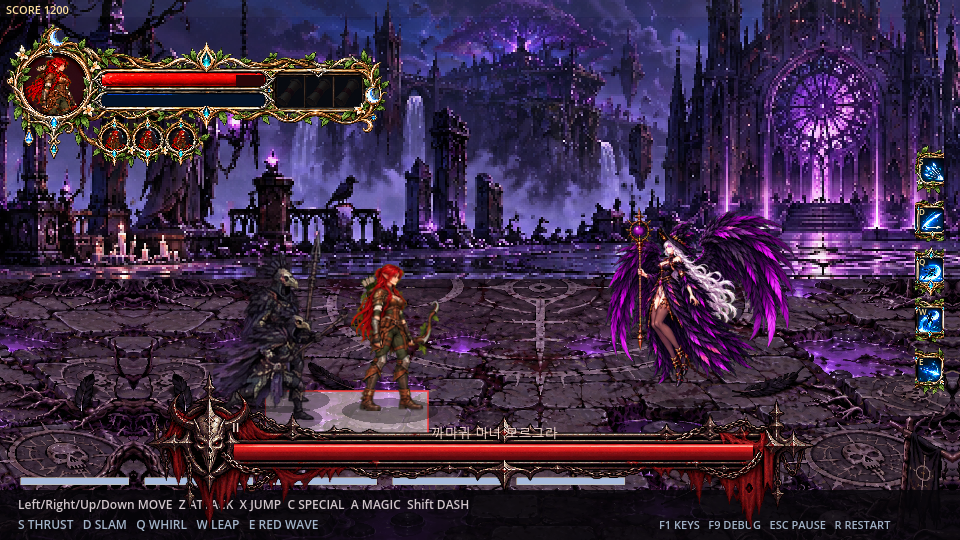 SCORE 1200
까마귀 마녀 모르그라
Left/Right/Up/Down MOVE Z ATTACK X JUMP C SPECIAL A MAGIC Shift DASH
S THRUST D SLAM Q WHIRL W LEAP E RED WAVE
F1 KEYS F9 DEBUG ESC PAUSE R RESTART